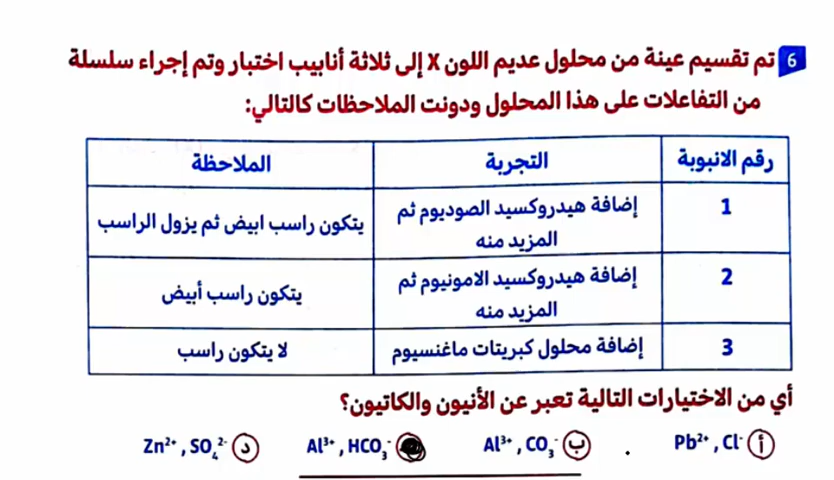 6 تم تقسيم عينة من محلول عديم اللون X إلى ثلاثة أنابيب اختبار وتم إجراء سلسلة
من التفاعلات على هذا المحلول ودونت الملاحظات كالتالي:
رقم الانبوبة التجربة الملاحظة
1 إضافة هيدروكسيد الصوديوم ثم المزيد منه يتكون راسب ابيض ثم يزول الراسب
2 إضافة هيدروكسيد الامونيوم ثم المزيد منه يتكون راسب أبيض
3 إضافة محلول كبريتات ماغنسيوم لا يتكون راسب
أي من الاختيارات التالية تعبر عن الأنيون والكاتيون؟
أ Pb²⁺ , Cl⁻ ب Al³⁺ , CO₃⁻ Al³⁺ , HCO₃⁻ د Zn²⁺ , SO₄²⁻